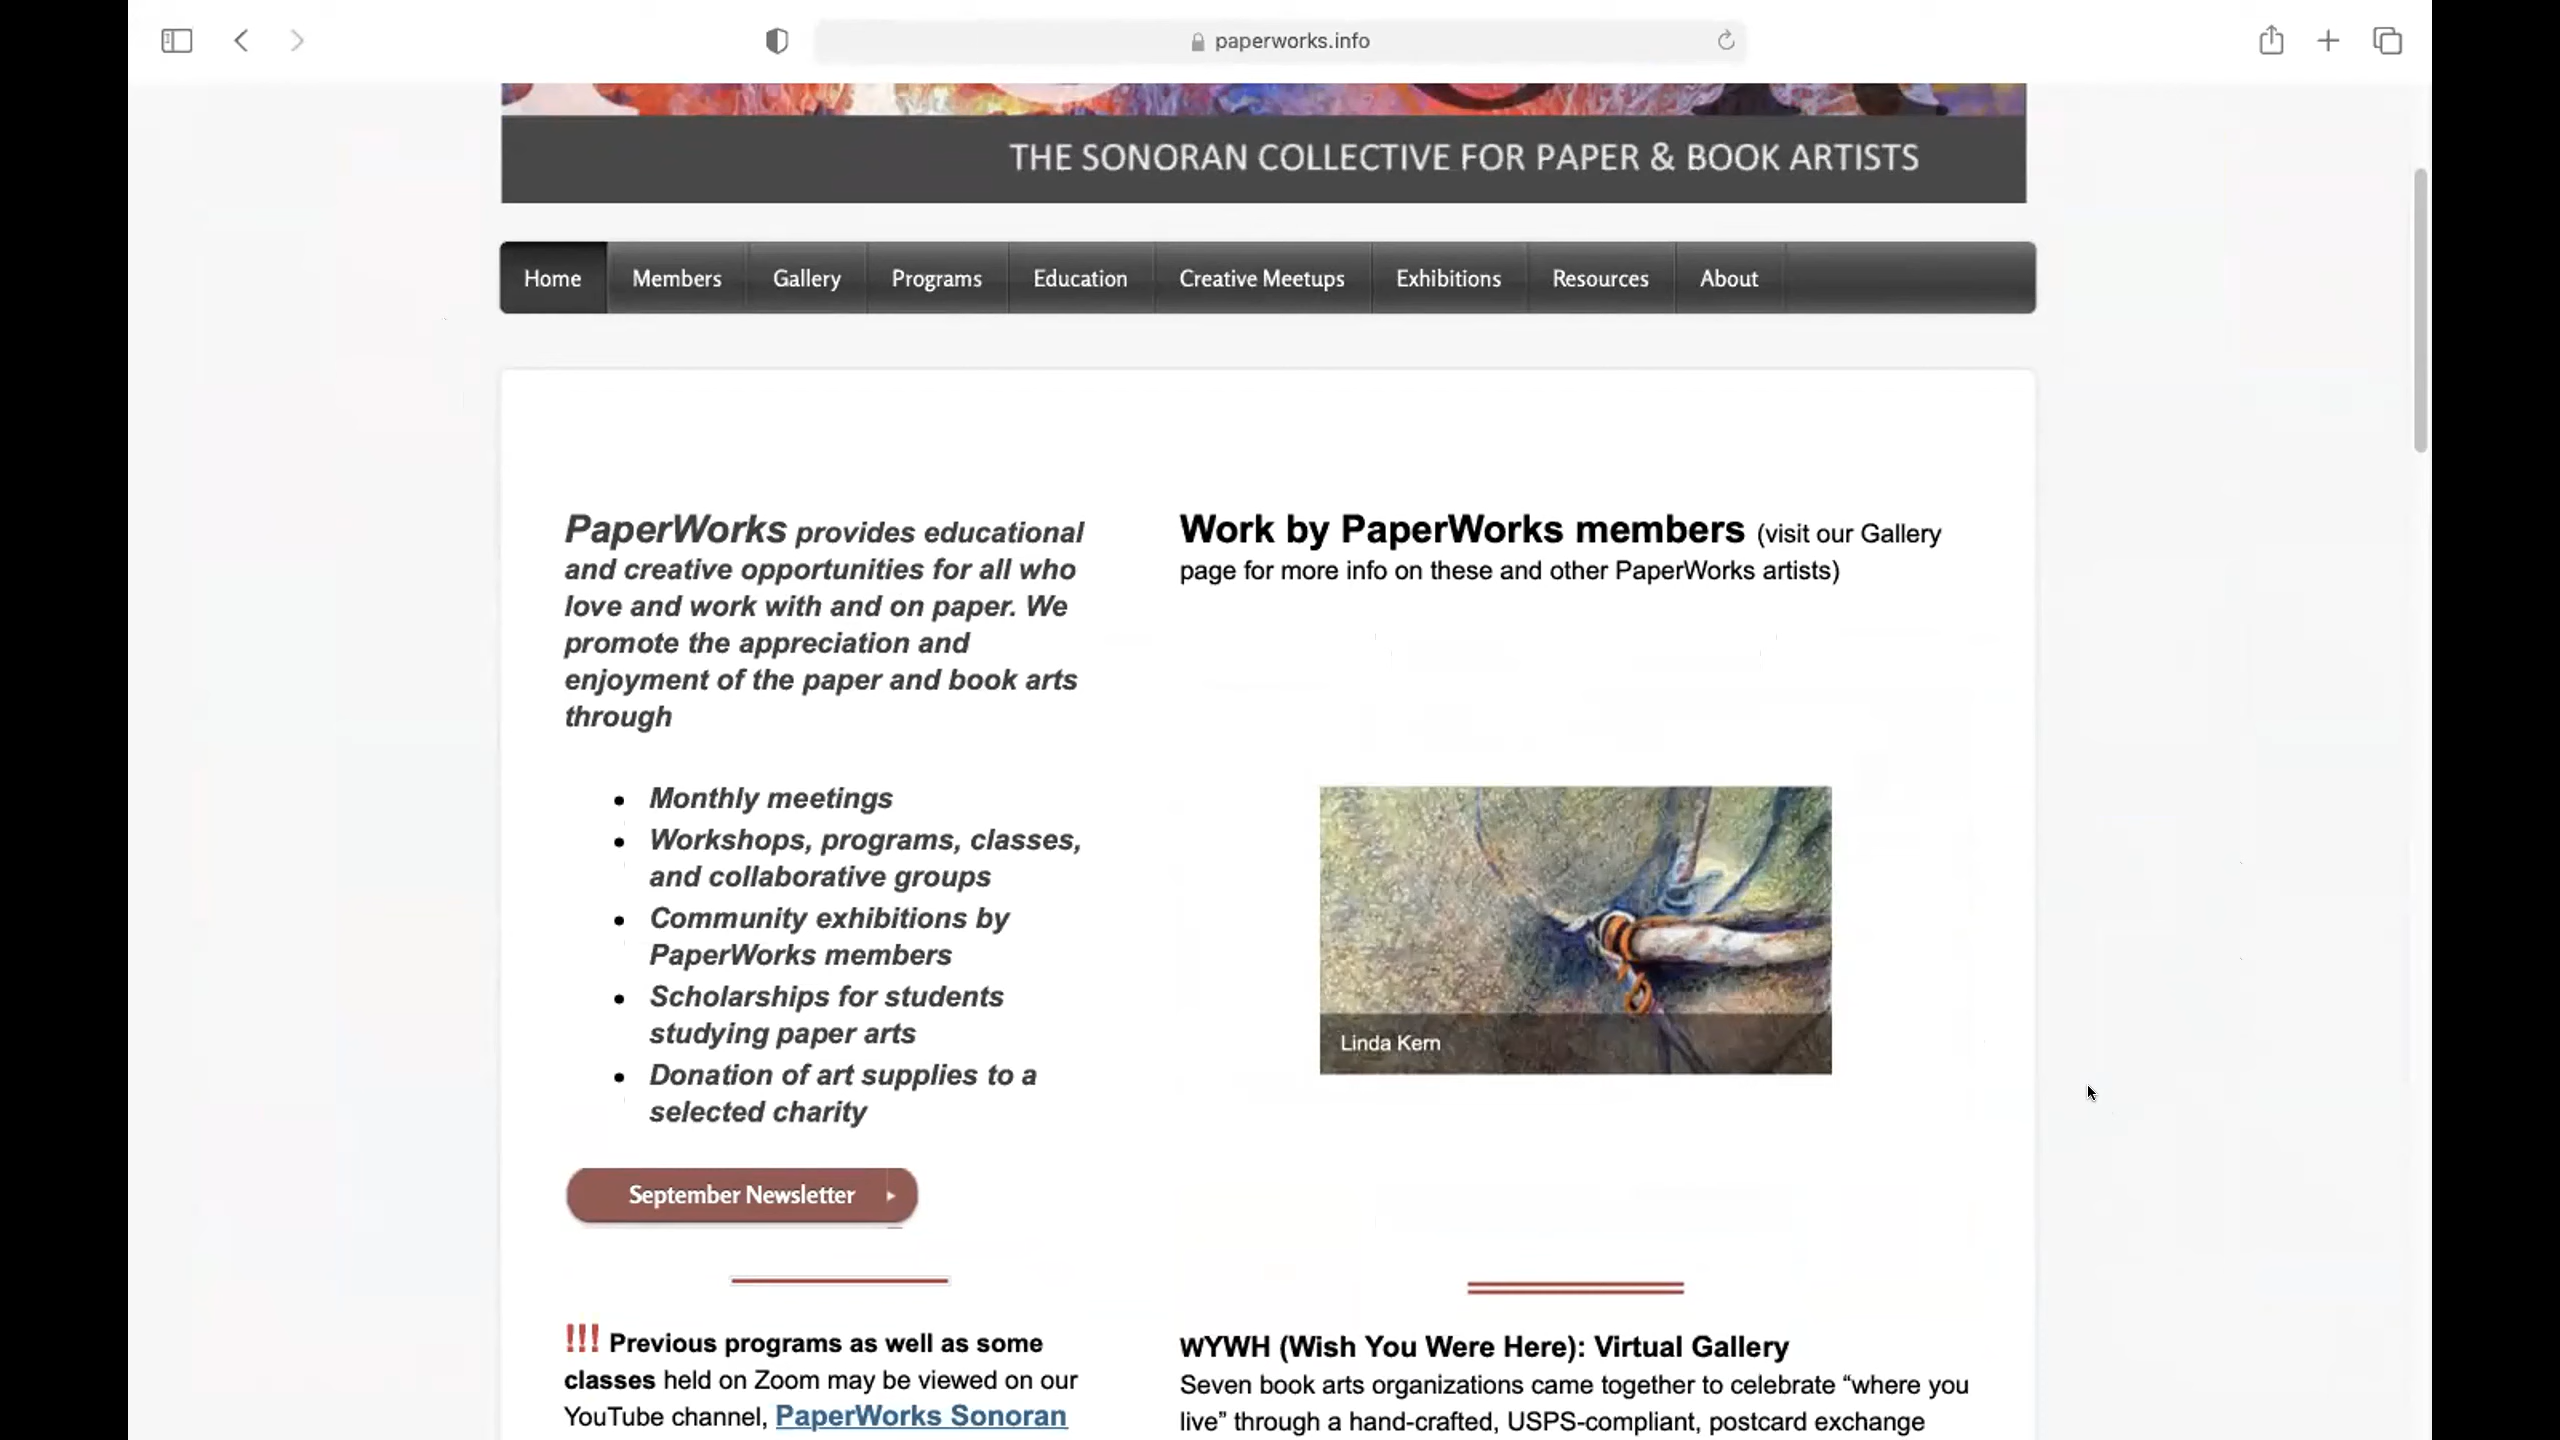 paperworks.info
THE SONORAN COLLECTIVE FOR PAPER & BOOK ARTISTS
Home Members Gallery Programs Education Creative Meetups Exhibitions Resources About
PaperWorks provides educational
and creative opportunities for all who
love and work with and on paper. We
promote the appreciation and
enjoyment of the paper and book arts
through
• Monthly meetings
• Workshops, programs, classes,
and collaborative groups
• Community exhibitions by
PaperWorks members
• Scholarships for students
studying paper arts
• Donation of art supplies to a
selected charity
September Newsletter
!!! Previous programs as well as some
classes held on Zoom may be viewed on our
YouTube channel, PaperWorks Sonoran
Work by PaperWorks members (visit our Gallery
page for more info on these and other PaperWorks artists)
Linda Kern
wYWH (Wish You Were Here): Virtual Gallery
Seven book arts organizations came together to celebrate “where you
live” through a hand-crafted, USPS-compliant, postcard exchange